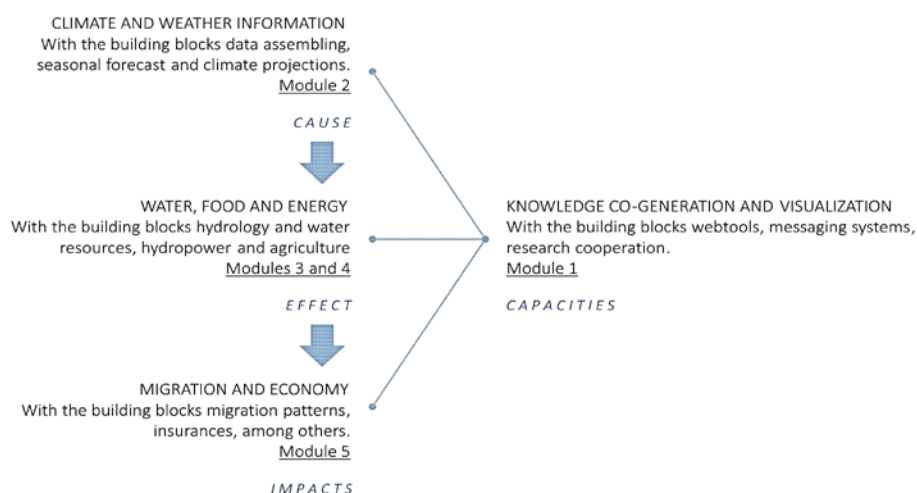 CLIMATE AND WEATHER INFORMATION
With the building blocks data assembling,
seasonal forecast and climate projections.
Module 2
CAUSE
WATER, FOOD AND ENERGY
With the building blocks hydrology and water
resources, hydropower and agriculture
Modules 3 and 4
EFFECT
MIGRATION AND ECONOMY
With the building blocks migration patterns,
insurances, among others.
Module 5
IMPACTS
KNOWLEDGE CO-GENERATION AND VISUALIZATION
With the building blocks webtools, messaging systems,
research cooperation.
Module 1
CAPACITIES